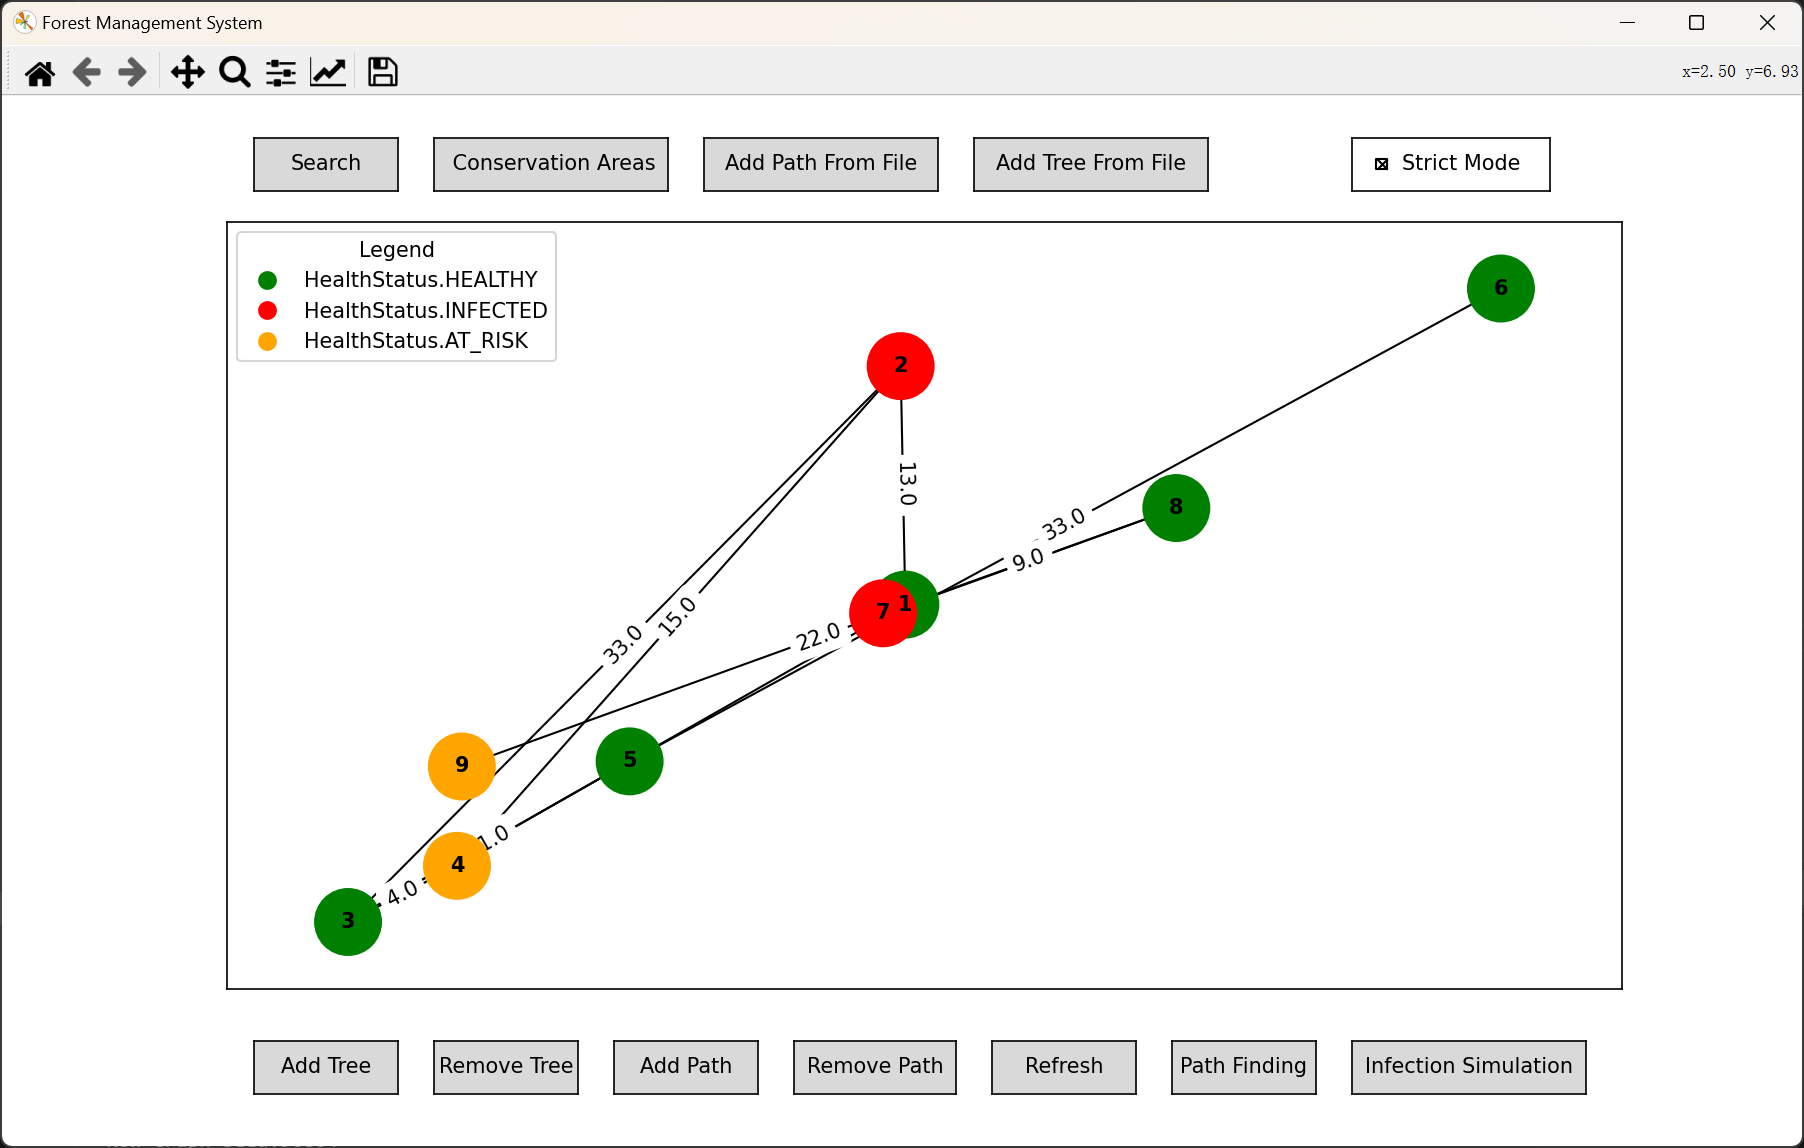 Forest Management System
x=2.50 y=6.93
Search
Conservation Areas
Add Path From File
Add Tree From File
Strict Mode
Legend
HealthStatus.HEALTHY
HealthStatus.INFECTED
HealthStatus.AT_RISK
6
2
13.0
33.0
8
9.0
7
1
15.0
33.0
22.0
9
5
1.0
4
4.0
3
Add Tree
Remove Tree
Add Path
Remove Path
Refresh
Path Finding
Infection Simulation